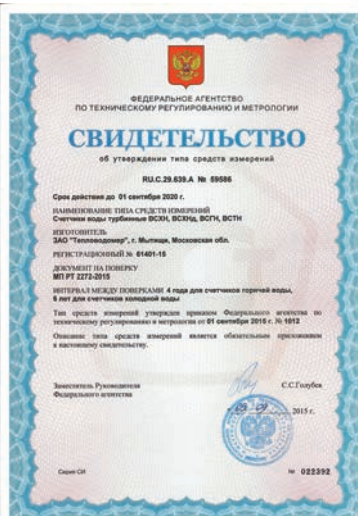 ФЕДЕРАЛЬНОЕ АГЕНТСТВО
ПО ТЕХНИЧЕСКОМУ РЕГУЛИРОВАНИЮ И МЕТРОЛОГИИ
СВИДЕТЕЛЬСТВО
об утверждении типа средств измерений
RU.C.29.639.A № 59586
Срок действия до 01 сентября 2020 г.
НАИМЕНОВАНИЕ ТИПА СРЕДСТВ ИЗМЕРЕНИЙ
Счетчики воды турбинные ВСХН, ВСХНд, ВСГН, ВСТН
ИЗГОТОВИТЕЛЬ
ЗАО "Тепловодомер", г. Мытищи, Московская обл.
РЕГИСТРАЦИОННЫЙ № 61401-15
ДОКУМЕНТ НА ПОВЕРКУ
МП РТ 2272-2015
ИНТЕРВАЛ МЕЖДУ ПОВЕРКАМИ 4 года для счетчиков горячей воды,
6 лет для счетчиков холодной воды
Тип средств измерений утвержден приказом Федерального агентства по
техническому регулированию и метрологии от 01 сентября 2015 г. № 1012
Описание типа средств измерений является обязательным приложением
к настоящему свидетельству.
Заместитель Руководителя
Федерального агентства
С.С.Голубев
2015 г.
Серия СИ
№ 022392